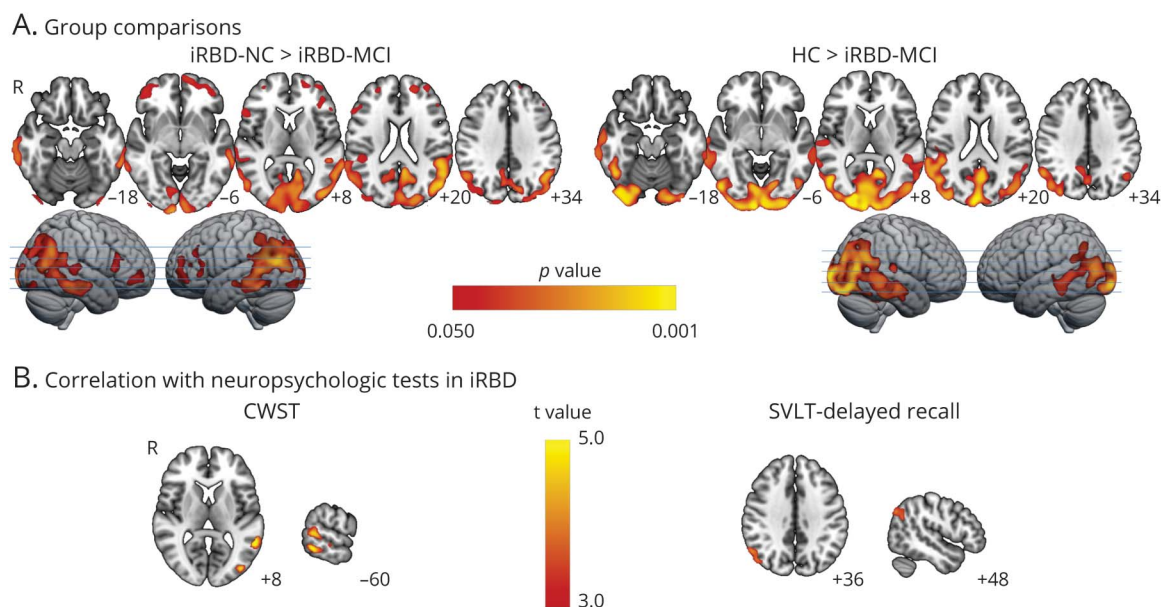 A. Group comparisons
iRBD-NC > iRBD-MCI
HC > iRBD-MCI
R
–18
–6
+8
+20
+34
–18
–6
+8
+20
+34
p value
0.050
0.001
B. Correlation with neuropsychologic tests in iRBD
CWST
t value
SVLT-delayed recall
R
5.0
3.0
+8
–60
+36
+48